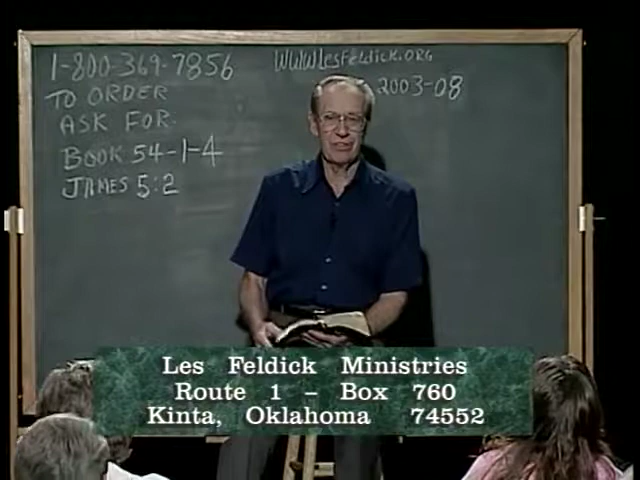 1-800-369-7856
WWW.LESFELDICK.ORG
2003-08
TO ORDER
ASK FOR
BOOK 54-1-4
JAMES 5:2
Les Feldick Ministries
Route 1 – Box 760
Kinta, Oklahoma 74552